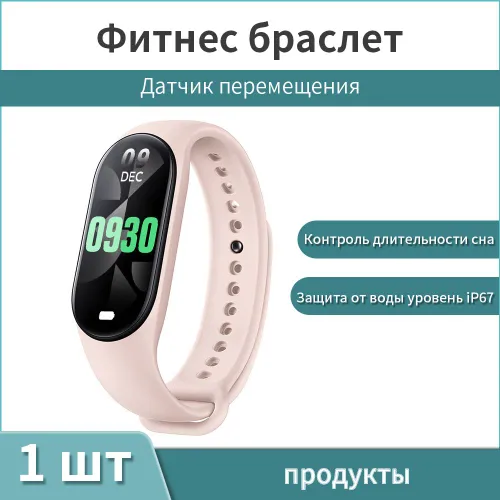 Фитнес браслет
Датчик перемещения
09
DEC
0930
Контроль длительности сна
Защита от воды уровень iP67
1 шт
продукты